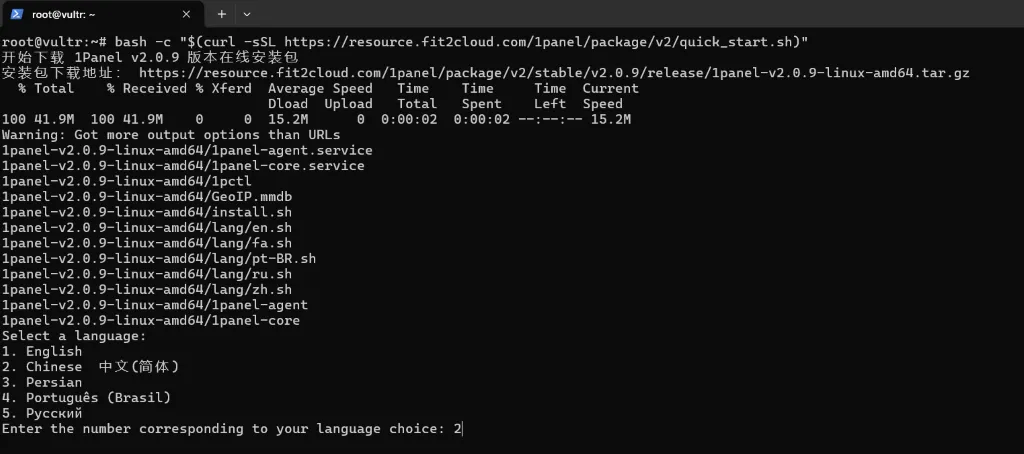 root@vultr: ~
root@vultr:~# bash -c "$(curl -sSL https://resource.fit2cloud.com/1panel/package/v2/quick_start.sh)"
开始下载 1Panel v2.0.9 版本在线安装包
安装包下载地址： https://resource.fit2cloud.com/1panel/package/v2/stable/v2.0.9/release/1panel-v2.0.9-linux-amd64.tar.gz
  % Total    % Received % Xferd  Average Speed   Time    Time     Time  Current
                                 Dload  Upload   Total   Spent    Left  Speed
100 41.9M  100 41.9M    0     0  15.2M      0  0:00:02  0:00:02 --:--:-- 15.2M
Warning: Got more output options than URLs
1panel-v2.0.9-linux-amd64/1panel-agent.service
1panel-v2.0.9-linux-amd64/1panel-core.service
1panel-v2.0.9-linux-amd64/1pctl
1panel-v2.0.9-linux-amd64/GeoIP.mmdb
1panel-v2.0.9-linux-amd64/install.sh
1panel-v2.0.9-linux-amd64/lang/en.sh
1panel-v2.0.9-linux-amd64/lang/fa.sh
1panel-v2.0.9-linux-amd64/lang/pt-BR.sh
1panel-v2.0.9-linux-amd64/lang/ru.sh
1panel-v2.0.9-linux-amd64/lang/zh.sh
1panel-v2.0.9-linux-amd64/1panel-agent
1panel-v2.0.9-linux-amd64/1panel-core
Select a language:
1. English
2. Chinese  中文(简体)
3. Persian
4. Português (Brasil)
5. Русский
Enter the number corresponding to your language choice: 2